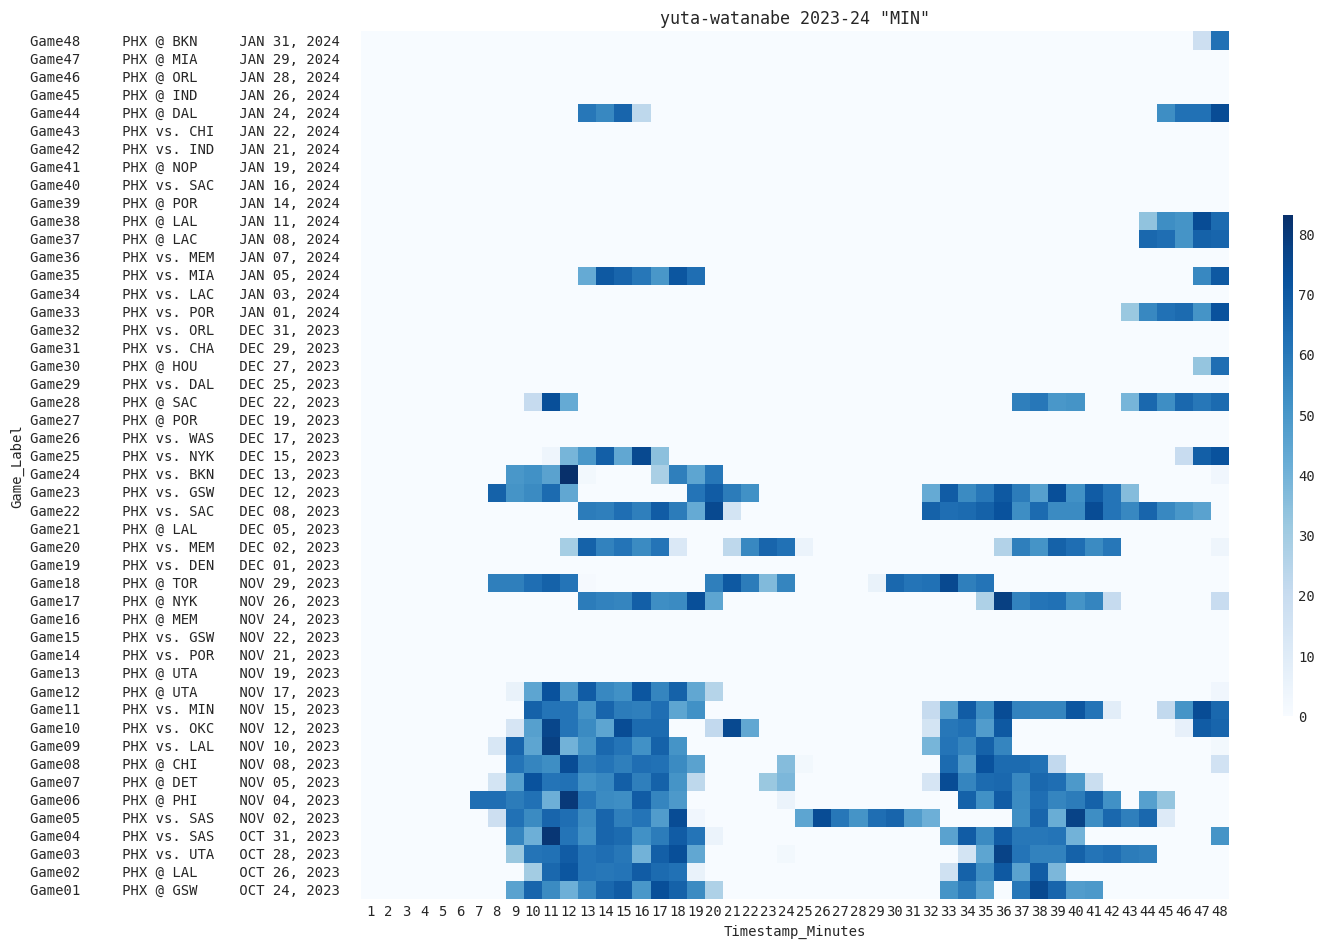 yuta-watanabe 2023-24 "MIN"
Game48 PHX @ BKN JAN 31, 2024
Game47 PHX @ MIA JAN 29, 2024
Game46 PHX @ ORL JAN 28, 2024
Game45 PHX @ IND JAN 26, 2024
Game44 PHX @ DAL JAN 24, 2024
Game43 PHX vs. CHI JAN 22, 2024
Game42 PHX vs. IND JAN 21, 2024
Game41 PHX @ NOP JAN 19, 2024
Game40 PHX vs. SAC JAN 16, 2024
Game39 PHX @ POR JAN 14, 2024
Game38 PHX @ LAL JAN 11, 2024
Game37 PHX @ LAC JAN 08, 2024
Game36 PHX vs. MEM JAN 07, 2024
Game35 PHX vs. MIA JAN 05, 2024
Game34 PHX vs. LAC JAN 03, 2024
Game33 PHX vs. POR JAN 01, 2024
Game32 PHX vs. ORL DEC 31, 2023
Game31 PHX vs. CHA DEC 29, 2023
Game30 PHX @ HOU DEC 27, 2023
Game29 PHX vs. DAL DEC 25, 2023
Game28 PHX @ SAC DEC 22, 2023
Game27 PHX @ POR DEC 19, 2023
Game26 PHX vs. WAS DEC 17, 2023
Game25 PHX vs. NYK DEC 15, 2023
Game24 PHX vs. BKN DEC 13, 2023
Game23 PHX vs. GSW DEC 12, 2023
Game22 PHX vs. SAC DEC 08, 2023
Game21 PHX @ LAL DEC 05, 2023
Game20 PHX vs. MEM DEC 02, 2023
Game19 PHX vs. DEN DEC 01, 2023
Game18 PHX @ TOR NOV 29, 2023
Game17 PHX @ NYK NOV 26, 2023
Game16 PHX @ MEM NOV 24, 2023
Game15 PHX vs. GSW NOV 22, 2023
Game14 PHX vs. POR NOV 21, 2023
Game13 PHX @ UTA NOV 19, 2023
Game12 PHX @ UTA NOV 17, 2023
Game11 PHX vs. MIN NOV 15, 2023
Game10 PHX vs. OKC NOV 12, 2023
Game09 PHX vs. LAL NOV 10, 2023
Game08 PHX @ CHI NOV 08, 2023
Game07 PHX @ DET NOV 05, 2023
Game06 PHX @ PHI NOV 04, 2023
Game05 PHX vs. SAS NOV 02, 2023
Game04 PHX vs. SAS OCT 31, 2023
Game03 PHX vs. UTA OCT 28, 2023
Game02 PHX @ LAL OCT 26, 2023
Game01 PHX @ GSW OCT 24, 2023
Game_Label
1 2 3 4 5 6 7 8 9 10 11 12 13 14 15 16 17 18 19 20 21 22 23 24 25 26 27 28 29 30 31 32 33 34 35 36 37 38 39 40 41 42 43 44 45 46 47 48
Timestamp_Minutes
80
70
60
50
40
30
20
10
0